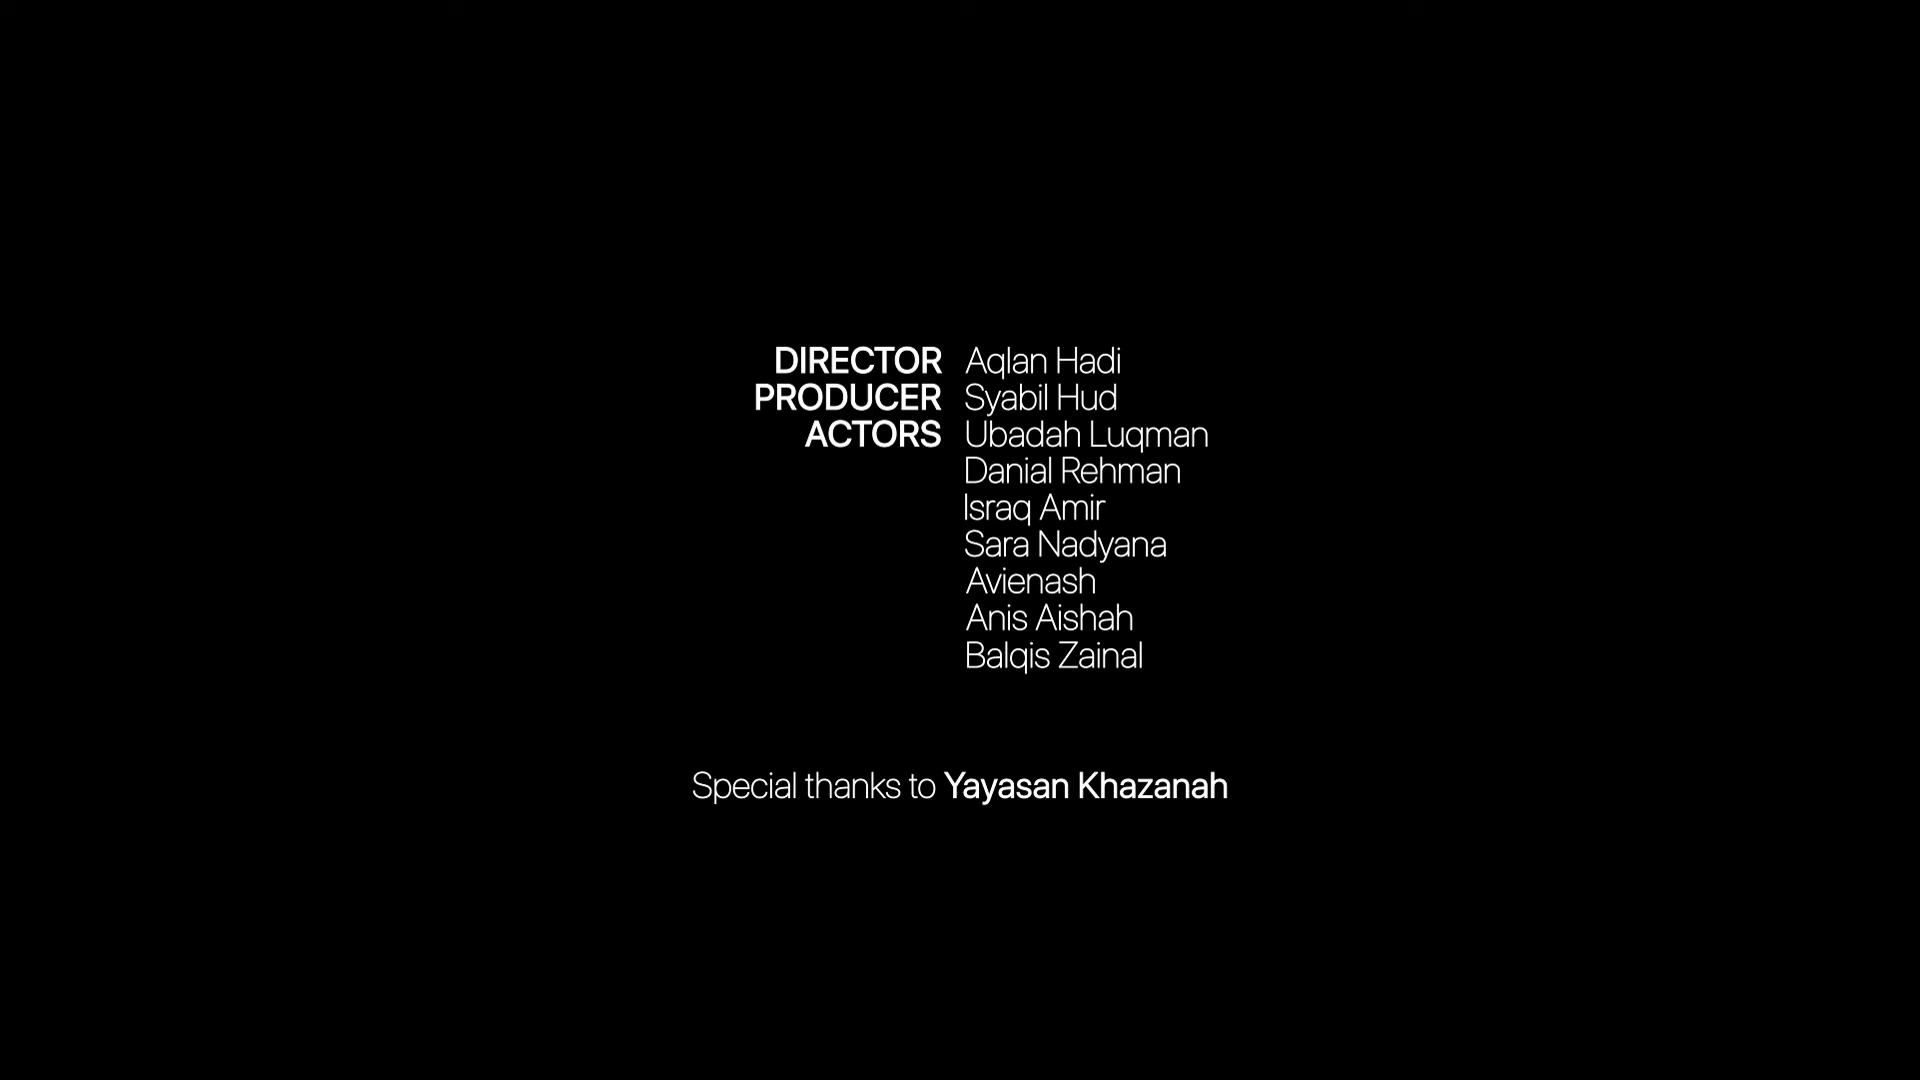 DIRECTOR Aqlan Hadi
PRODUCER Syabil Hud
ACTORS Ubadah Luqman
Danial Rehman
Israq Amir
Sara Nadyana
Avienash
Anis Aishah
Balqis Zainal
Special thanks to Yayasan Khazanah